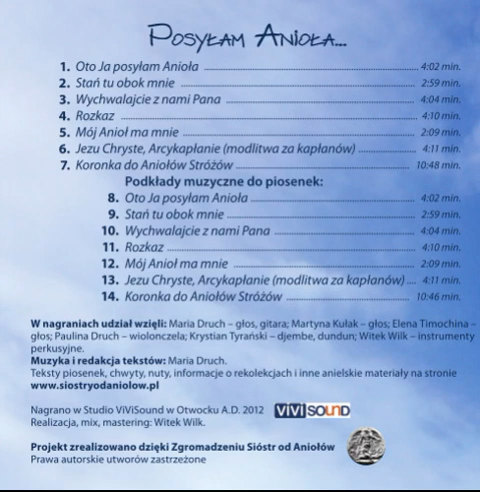 Posyłam Anioła...
1. Oto Ja posyłam Anioła 4:02 min.
2. Stań tu obok mnie 2:59 min.
3. Wychwalajcie z nami Pana 4:04 min.
4. Rozkaz 4:10 min.
5. Mój Anioł ma mnie 2:09 min.
6. Jezu Chryste, Arcykapłanie (modlitwa za kapłanów) 4:11 min.
7. Koronka do Aniołów Stróżów 10:48 min.
Podkłady muzyczne do piosenek:
8. Oto Ja posyłam Anioła 4:02 min.
9. Stań tu obok mnie 2:59 min.
10. Wychwalajcie z nami Pana 4:04 min.
11. Rozkaz 4:10 min.
12. Mój Anioł ma mnie 2:09 min.
13. Jezu Chryste, Arcykapłanie (modlitwa za kapłanów) 4:11 min.
14. Koronka do Aniołów Stróżów 10:46 min.
W nagraniach udział wzięli: Maria Druch – głos, gitara; Martyna Kułak – głos; Elena Timochina –
głos; Paulina Druch – wiolonczela; Krystian Tyrański – djembe, dundun; Witek Wilk – instrumenty
perkusyjne.
Muzyka i redakcja tekstów: Maria Druch.
Teksty piosenek, chwyty, nuty, informacje o rekolekcjach i inne anielskie materiały na stronie
www.siostryodaniolow.pl
Nagrano w Studio ViViSound w Otwocku A.D. 2012 ViVi SOUND
Realizacja, mix, mastering: Witek Wilk.
Projekt zrealizowano dzięki Zgromadzeniu Sióstr od Aniołów
Prawa autorskie utworów zastrzeżone